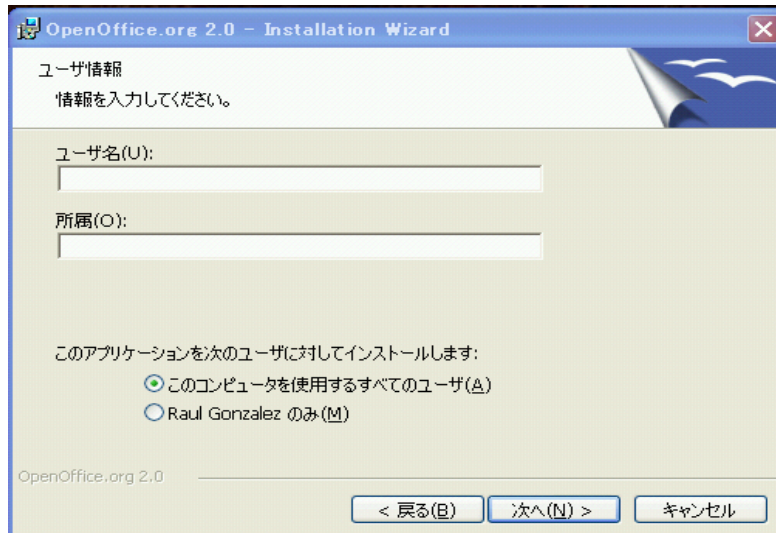 OpenOffice.org 2.0 - Installation Wizard
ユーザ情報
情報を入力してください。
ユーザ名(U):
所属(O):
このアプリケーションを次のユーザに対してインストールします:
このコンピュータを使用するすべてのユーザ(A)
Raul Gonzalez のみ(M)
OpenOffice.org 2.0
< 戻る(B) 次へ(N) > キャンセル